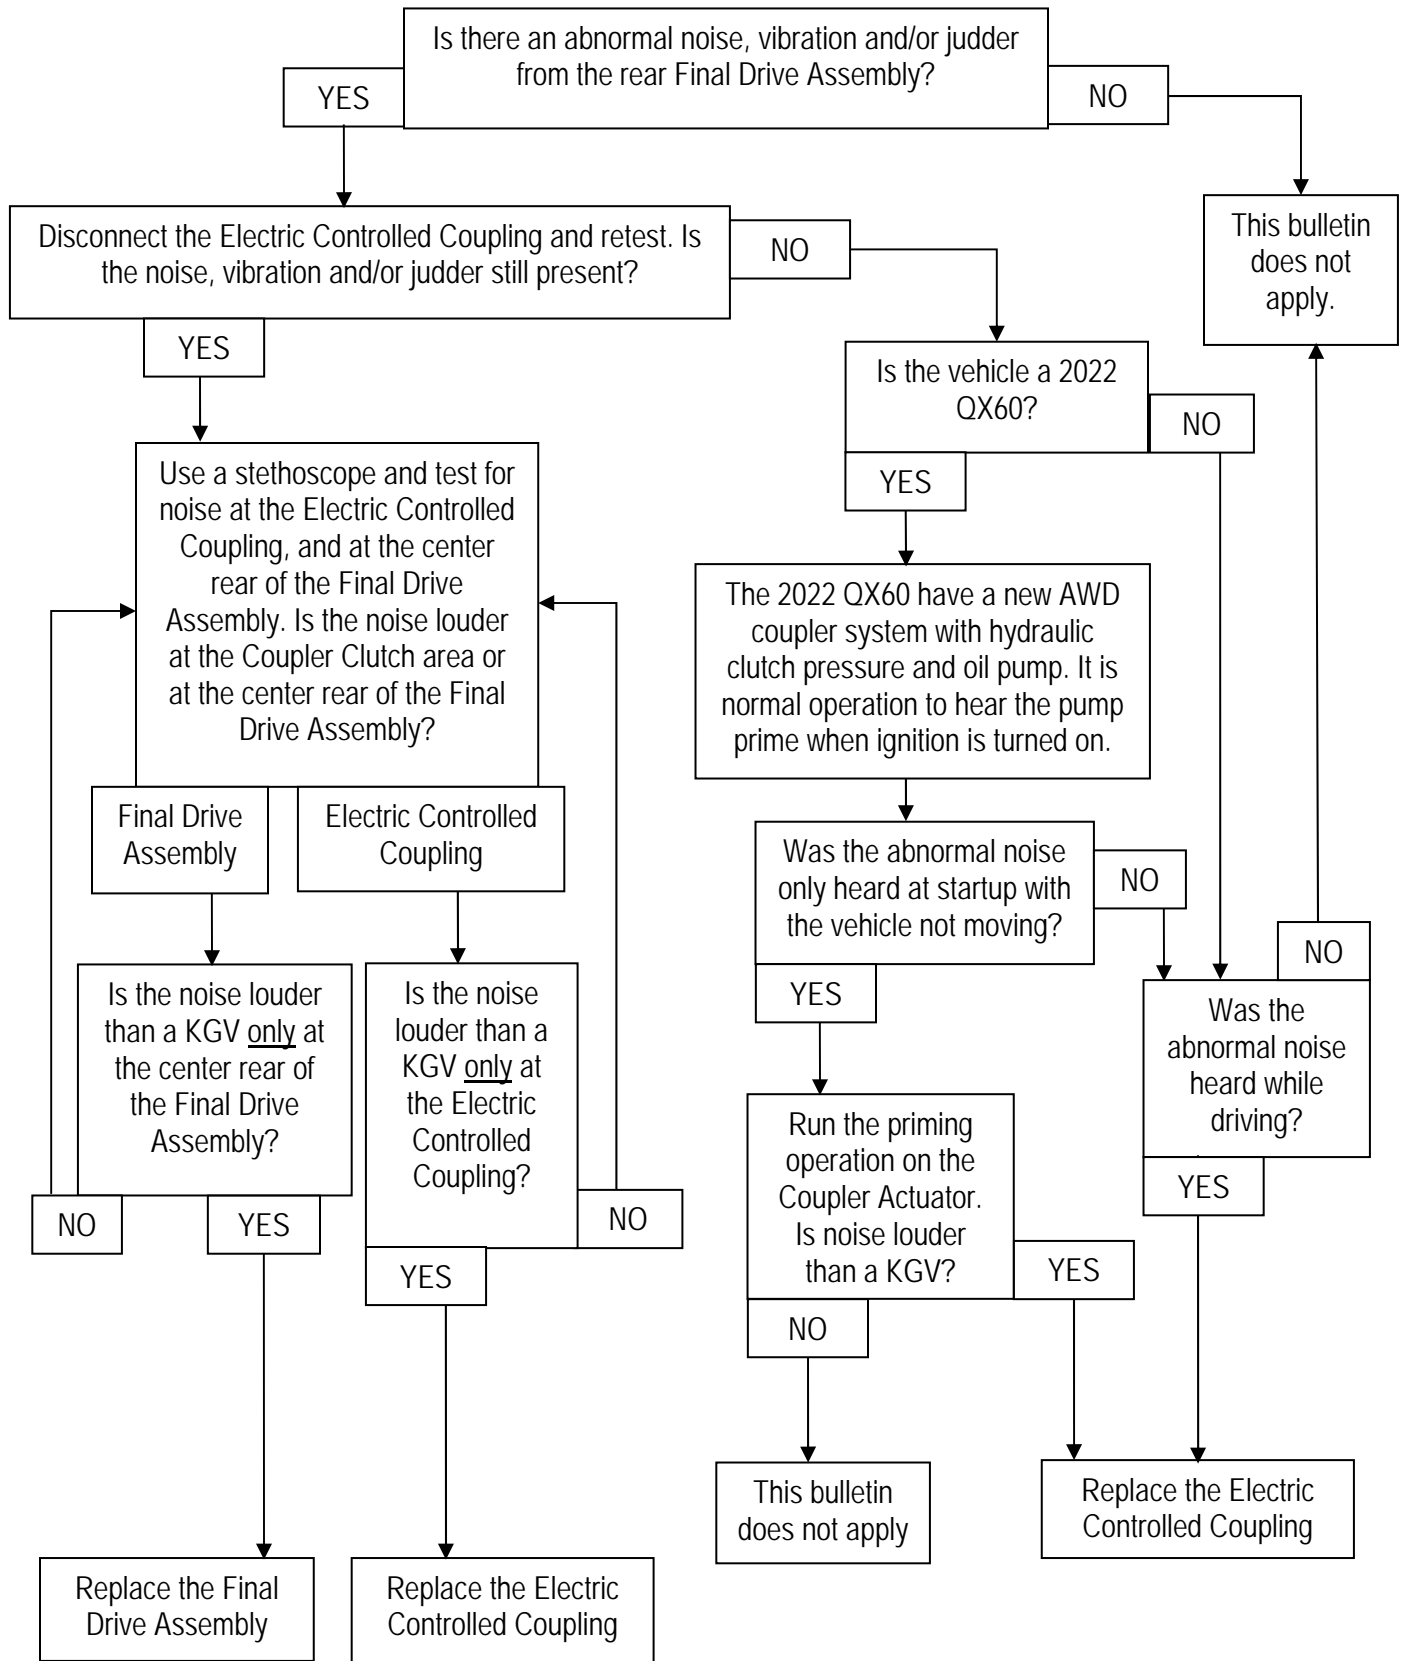 Is there an abnormal noise, vibration and/or judder
from the rear Final Drive Assembly?
YES
NO
This bulletin
does not
apply.
Disconnect the Electric Controlled Coupling and retest. Is
the noise, vibration and/or judder still present?
NO
YES
Is the vehicle a 2022
QX60?
NO
YES
Use a stethoscope and test for
noise at the Electric Controlled
Coupling, and at the center
rear of the Final Drive
Assembly. Is the noise louder
at the Coupler Clutch area or
at the center rear of the Final
Drive Assembly?
The 2022 QX60 have a new AWD
coupler system with hydraulic
clutch pressure and oil pump. It is
normal operation to hear the pump
prime when ignition is turned on.
Final Drive
Assembly
Electric Controlled
Coupling
Was the abnormal noise
only heard at startup with
the vehicle not moving?
NO
YES
NO
Is the noise louder
than a KGV only at
the center rear of
the Final Drive
Assembly?
NO
YES
Is the noise
louder than a
KGV only at
the Electric
Controlled
Coupling?
NO
YES
Was the
abnormal noise
heard while
driving?
YES
Run the priming
operation on the
Coupler Actuator.
Is noise louder
than a KGV?
YES
NO
This bulletin
does not apply
Replace the Electric
Controlled Coupling
Replace the Final
Drive Assembly
Replace the Electric
Controlled Coupling